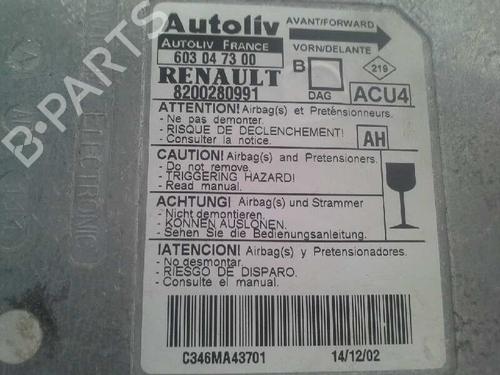 Autoliv
AVANT/FORWARD
AUTOLIV FRANCE
VORN/DELANTE
603 04 73 00
B
219
RENAULT
DAG
ACU4
8200280991
ATTENTION! Airbag(s) et Preténsionneurs.
- Ne pas demonter.
- RISQUE DE DECLENCHEMENT!
AH
- Consulter la notice.
CAUTION! Airbag(s) and Pretensioners.
- Do not remove.
- TRIGGERING HAZARD!
- Read manual.
ACHTUNG! Airbag(s) und Strammer
- Nicht demontieren.
- KONNEN AUSLONEN.
- Sehen Sie die Bedienungsanleitung.
!ATENCION! Airbag(s) y Pretensionadores.
- No desmontar.
- RIESGO DE DISPARO.
- Consulte el manual.
C346MA43701
14/12/02
B-PARTS